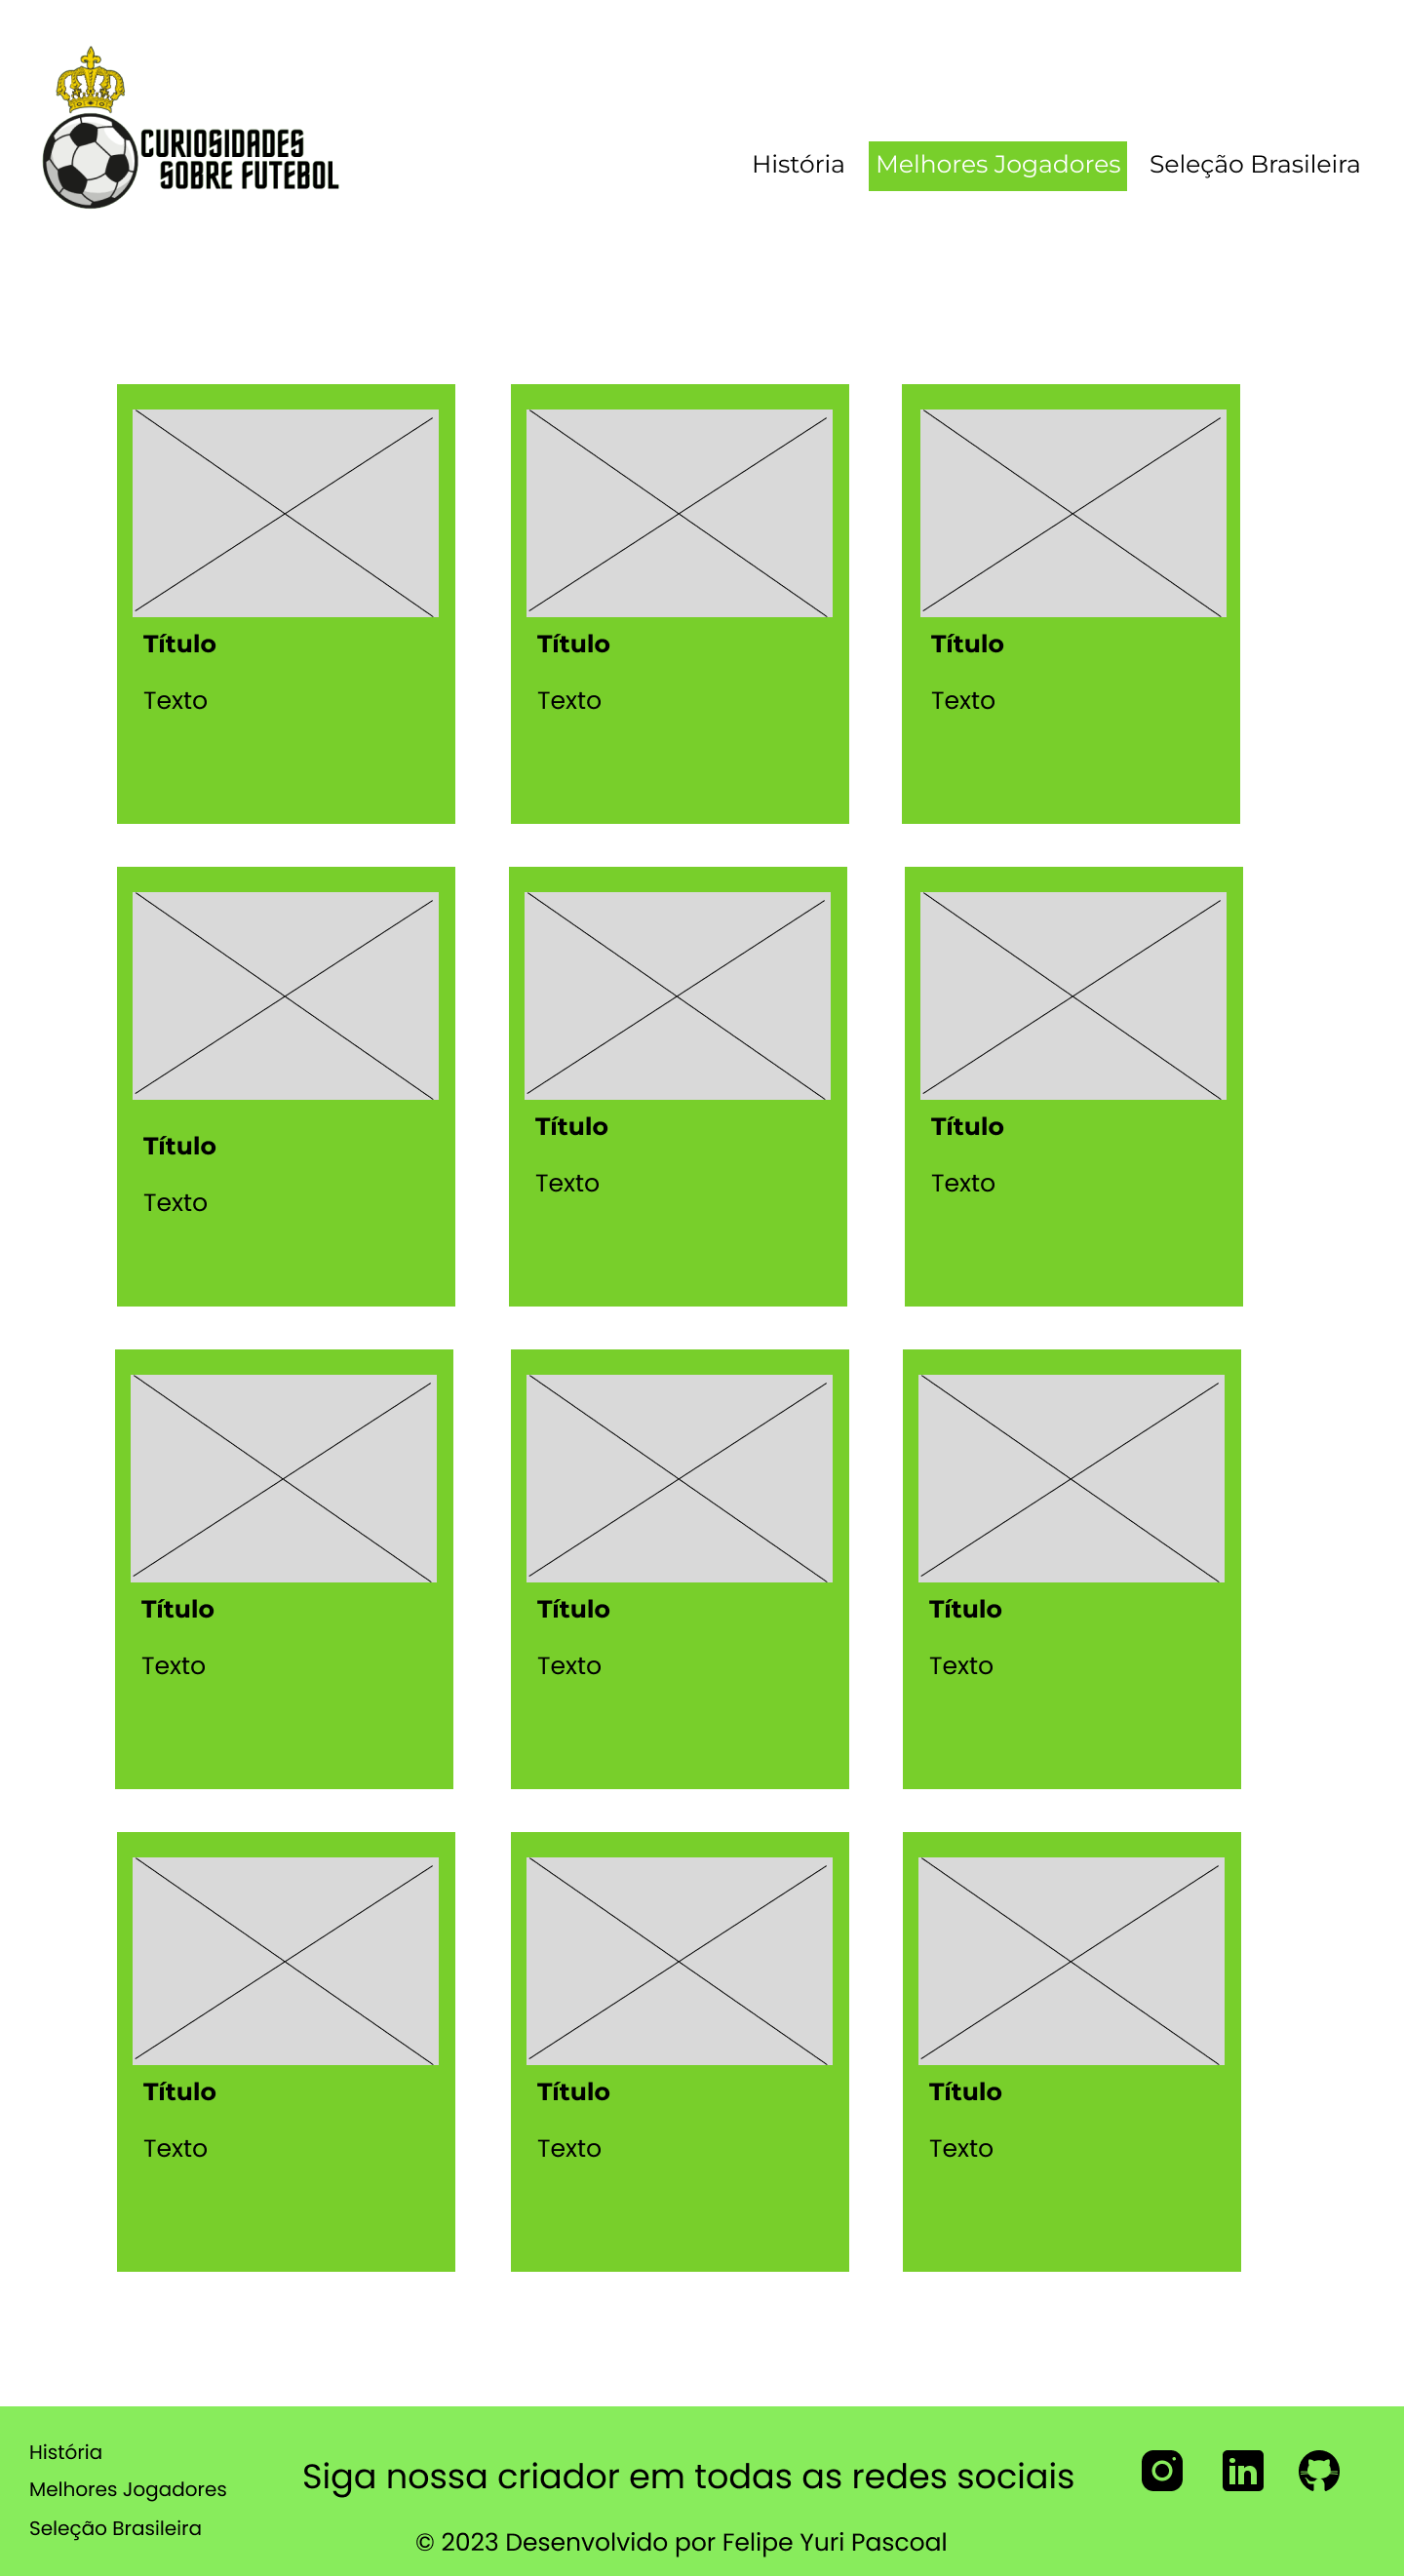 CURIOSIDADES
SOBRE FUTEBOL
História
Melhores Jogadores
Seleção Brasileira
Título
Texto
Título
Texto
Título
Texto
Título
Texto
Título
Texto
Título
Texto
Título
Texto
Título
Texto
Título
Texto
Título
Texto
Título
Texto
Título
Texto
História
Melhores Jogadores
Seleção Brasileira
Siga nossa criador em todas as redes sociais
© 2023 Desenvolvido por Felipe Yuri Pascoal
in